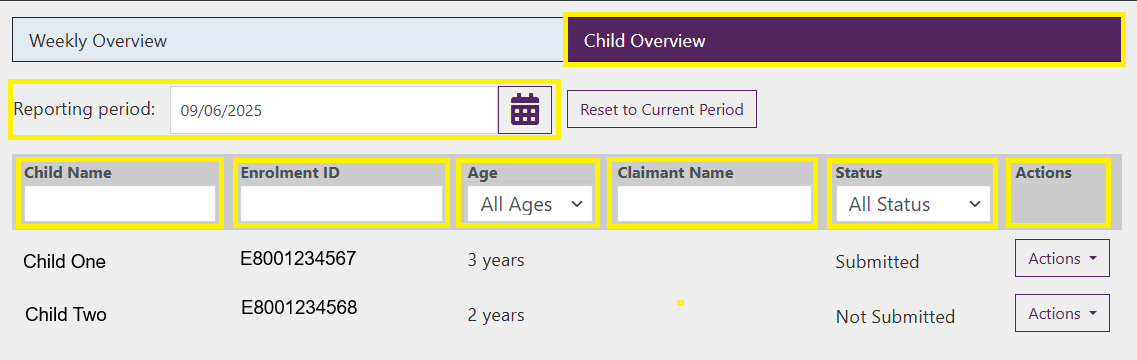 Weekly Overview Child Overview
Reporting period: 09/06/2025 Reset to Current Period
Child Name Enrolment ID Age Claimant Name Status Actions
All Ages All Status
Child One E8001234567 3 years Submitted Actions
Child Two E8001234568 2 years Not Submitted Actions